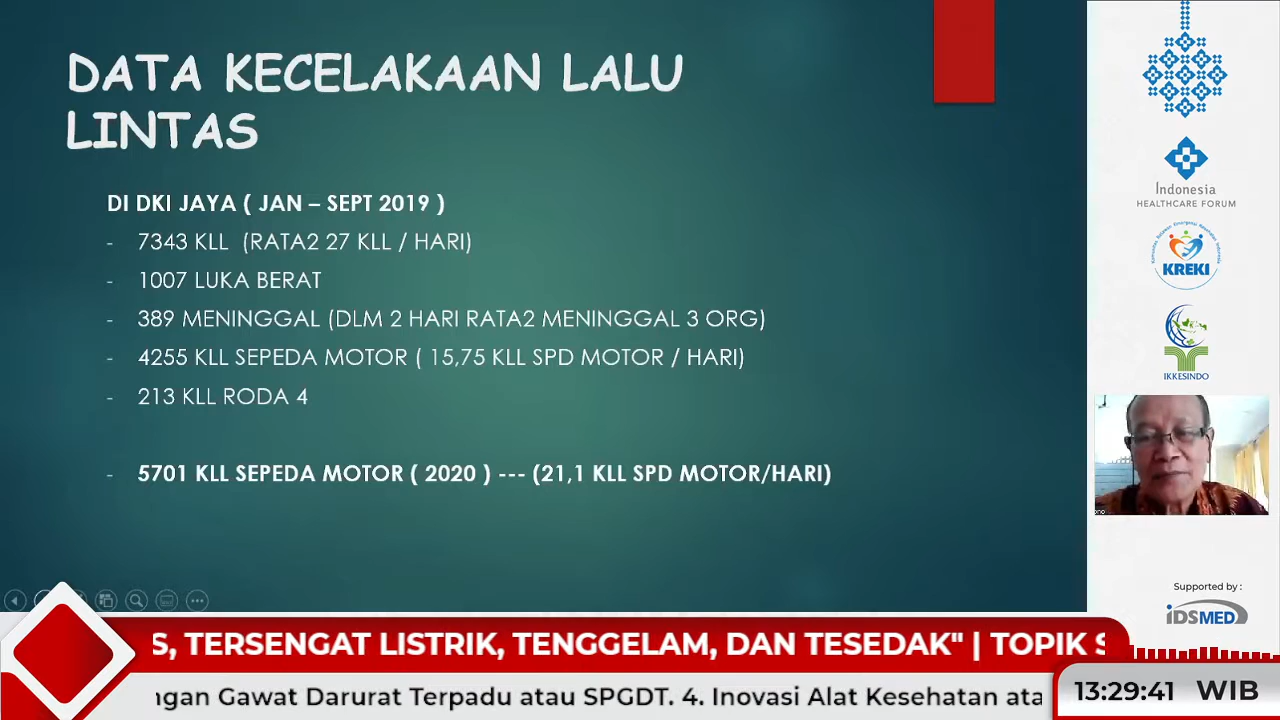 DATA KECELAKAAN LALU
LINTAS
DI DKI JAYA ( JAN – SEPT 2019 )
- 7343 KLL (RATA2 27 KLL / HARI)
- 1007 LUKA BERAT
- 389 MENINGGAL (DLM 2 HARI RATA2 MENINGGAL 3 ORG)
- 4255 KLL SEPEDA MOTOR ( 15,75 KLL SPD MOTOR / HARI)
- 213 KLL RODA 4
- 5701 KLL SEPEDA MOTOR ( 2020 ) --- (21,1 KLL SPD MOTOR/HARI)
Indonesia
HEALTHCARE FORUM
KREKI
IKKESINDO
Supported by :
iDSMED
S, TERSENGAT LISTRIK, TENGGELAM, DAN TESEDAK" | TOPIK S
ngan Gawat Darurat Terpadu atau SPGDT. 4. Inovasi Alat Kesehatan ata
13:29:41 WIB